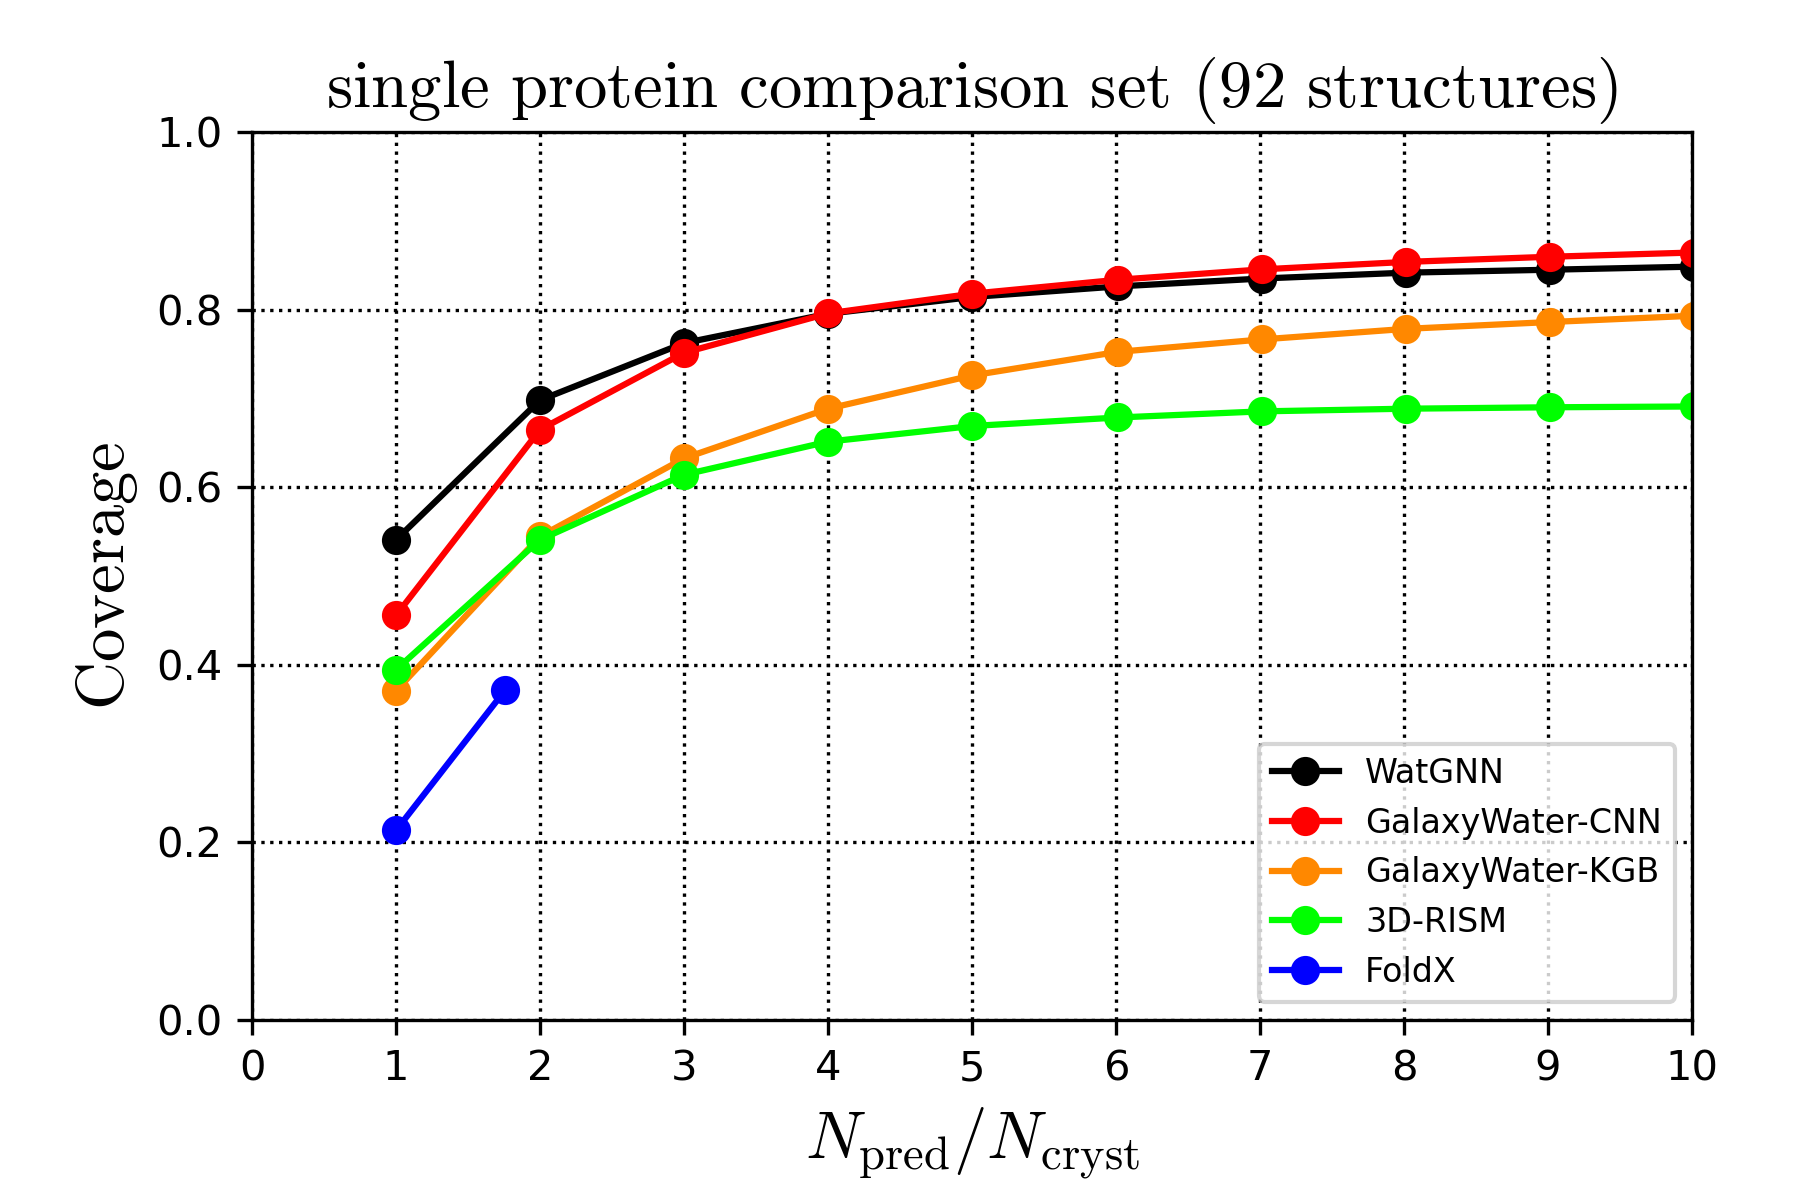 single protein comparison set (92 structures)
1.0
0.8
0.6
0.4
0.2
0.0
Coverage
0 1 2 3 4 5 6 7 8 9 10
N_pred/N_cryst
WatGNN
GalaxyWater-CNN
GalaxyWater-KGB
3D-RISM
FoldX